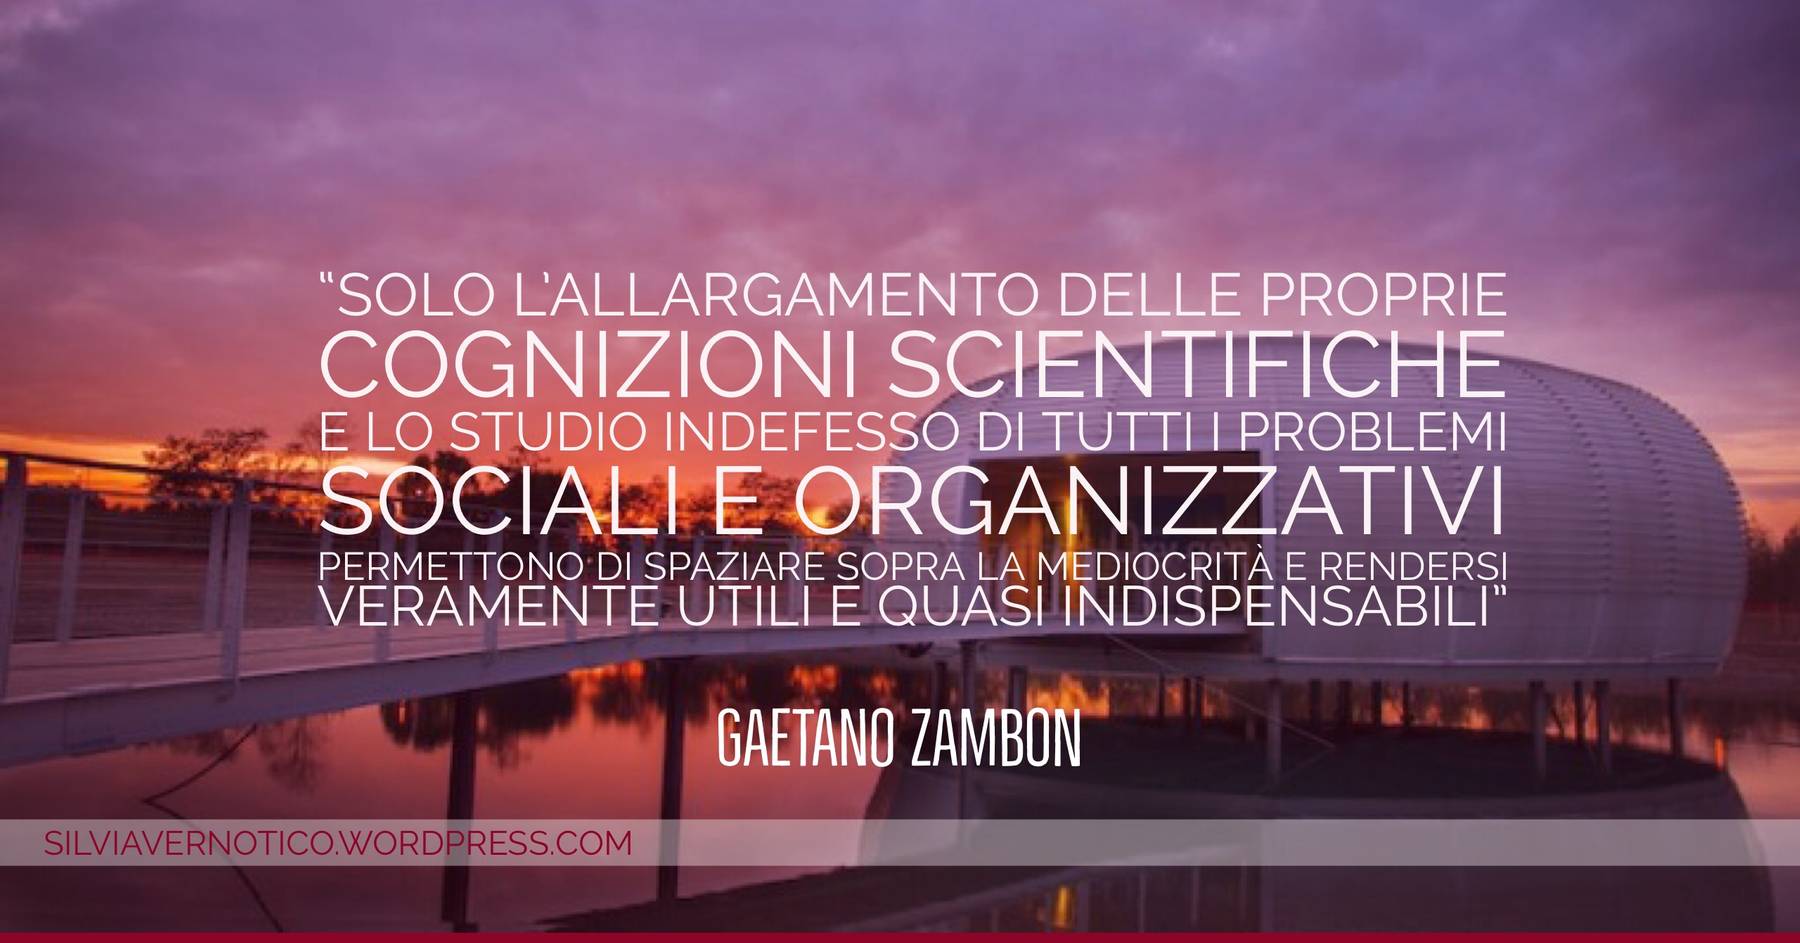 “SOLO L’ALLARGAMENTO DELLE PROPRIE
COGNIZIONI SCIENTIFICHE
E LO STUDIO INDEFESSO DI TUTTI I PROBLEMI
SOCIALI E ORGANIZZATIVI
PERMETTONO DI SPAZIARE SOPRA LA MEDIOCRITÀ E RENDERSI
VERAMENTE UTILI E QUASI INDISPENSABILI”
GAETANO ZAMBON
SILVIAVERNOTICO.WORDPRESS.COM